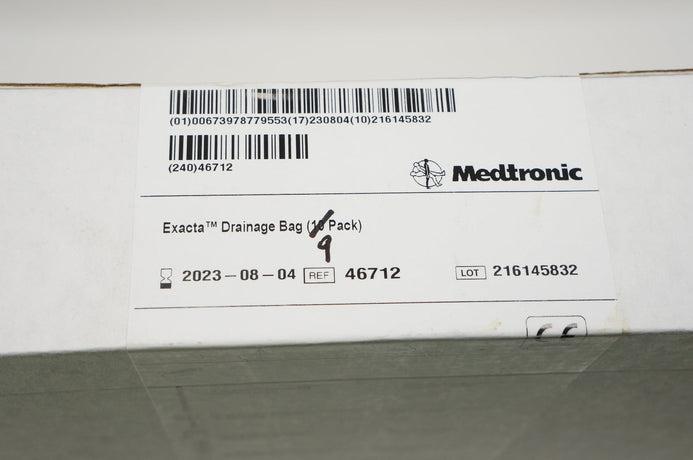 (01)00673978779553(17)230804(10)216145832
(240)46712
Medtronic
Exacta™ Drainage Bag (10 Pack)
9
2023-08-04 REF 46712 LOT 216145832
CE